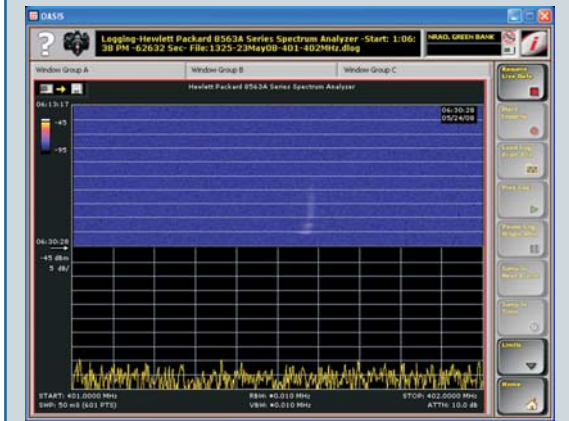 OASIS
Logging-Hewlett Packard 8563A Series Spectrum Analyzer -Start: 1:06:
38 PM -62632 Sec- File:1325-23May08-401-402MHz.dlog
NRAO, GREEN BANK
Window Group A
Window Group B
Window Group C
Hewlett Packard 8563A Series Spectrum Analyzer
06:13:17
06:30:28
05/24/08
-45
-95
06:30:28
-45 dBm
5 dB/
START: 401.0000 MHz
RBW: *0.010 MHz
STOP: 402.0000 MHz
SWP: 50 mS (601 PTS)
VBW: *0.010 MHz
ATTN: 10.0 dB
Live Data
Limits
Home